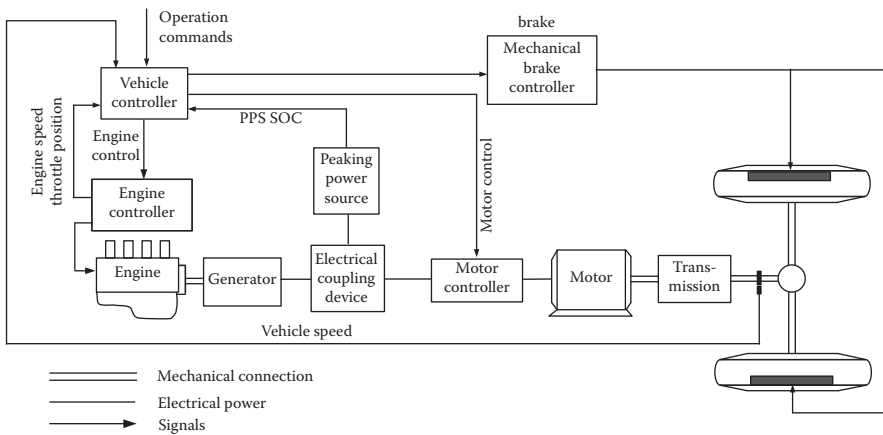 Operation
commands
brake
Mechanical
brake
controller
Vehicle
controller
PPS SOC
Engine speed
throttle position
Engine
control
Peaking
power
source
Motor control
Engine
controller
Engine
Generator
Electrical
coupling
device
Motor
controller
Motor
Trans-
mission
Vehicle speed
Mechanical connection
Electrical power
Signals